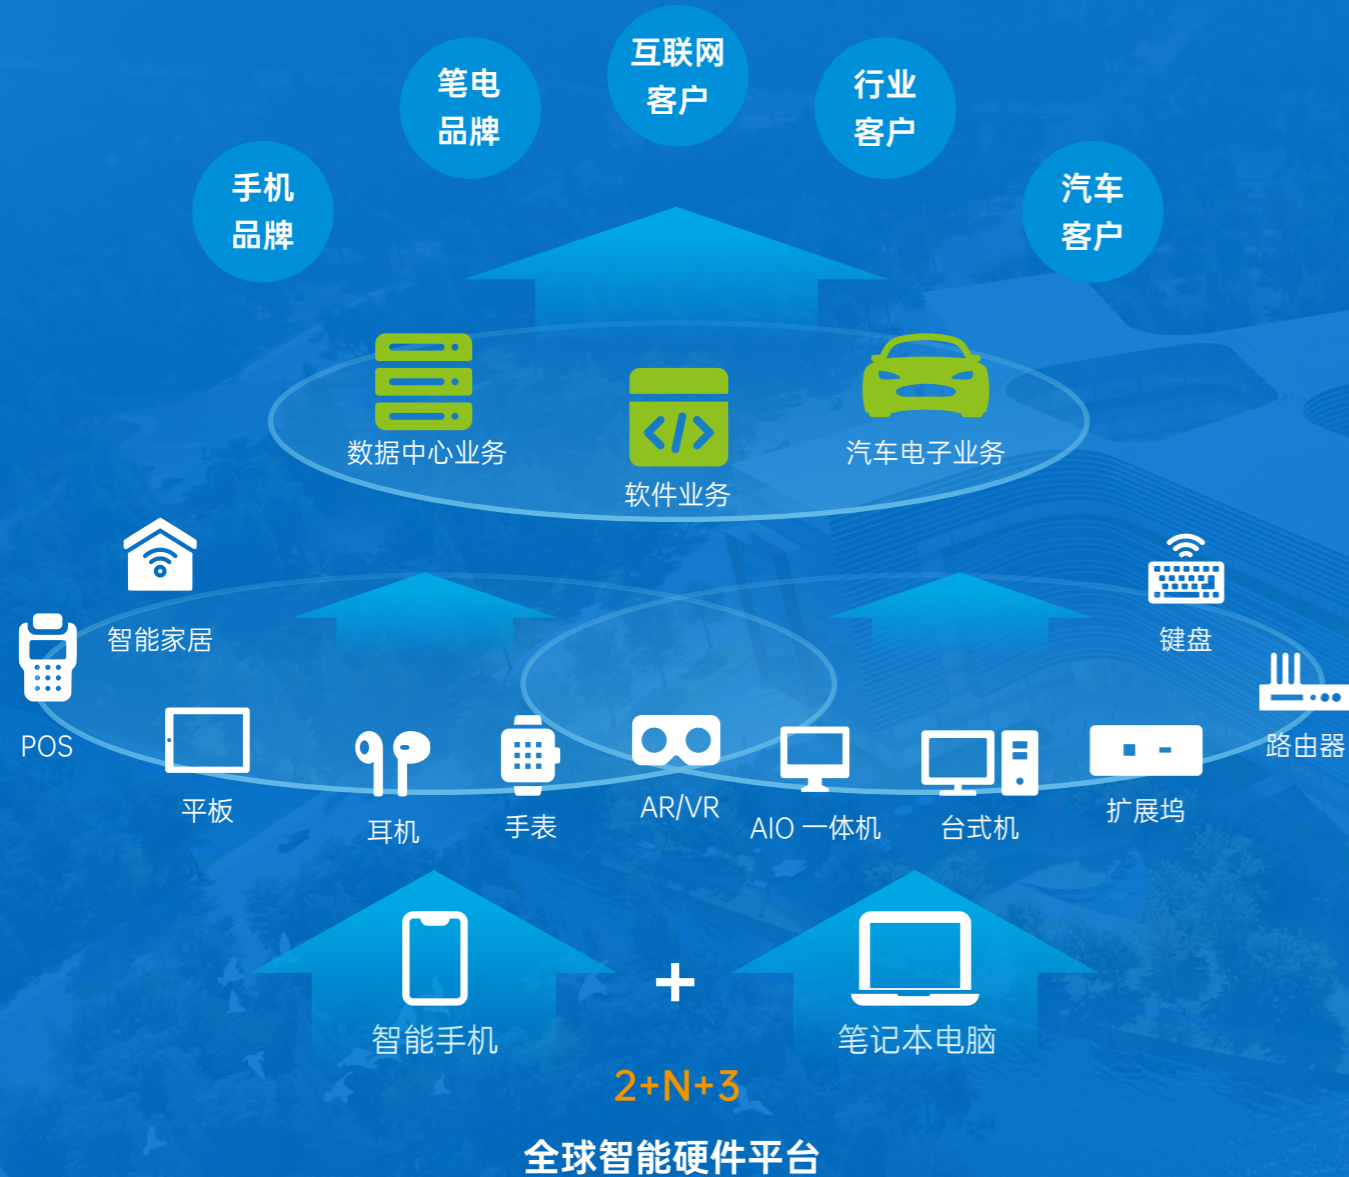 互联网
客户
笔电
品牌
行业
客户
手机
品牌
汽车
客户
数据中心业务
软件业务
汽车电子业务
智能家居
键盘
POS
路由器
平板
耳机
手表
AR/VR
AIO 一体机
台式机
扩展坞
智能手机
+
笔记本电脑
2+N+3
全球智能硬件平台